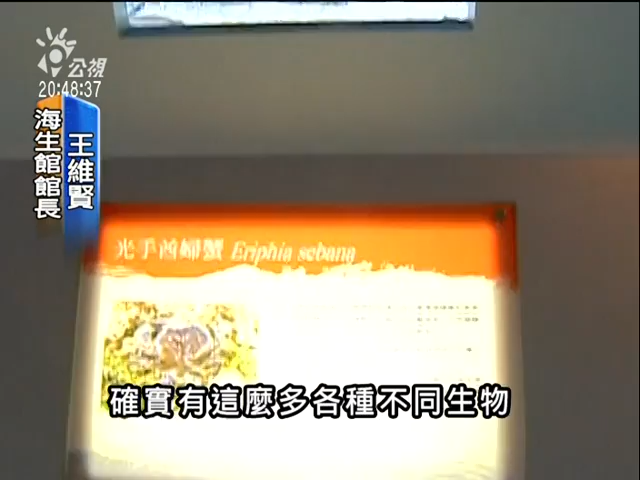 公視
20:48:37
海生館館長
王維賢
光手酋婦蟹 Eriphia sebana
確實有這麼多各種不同生物